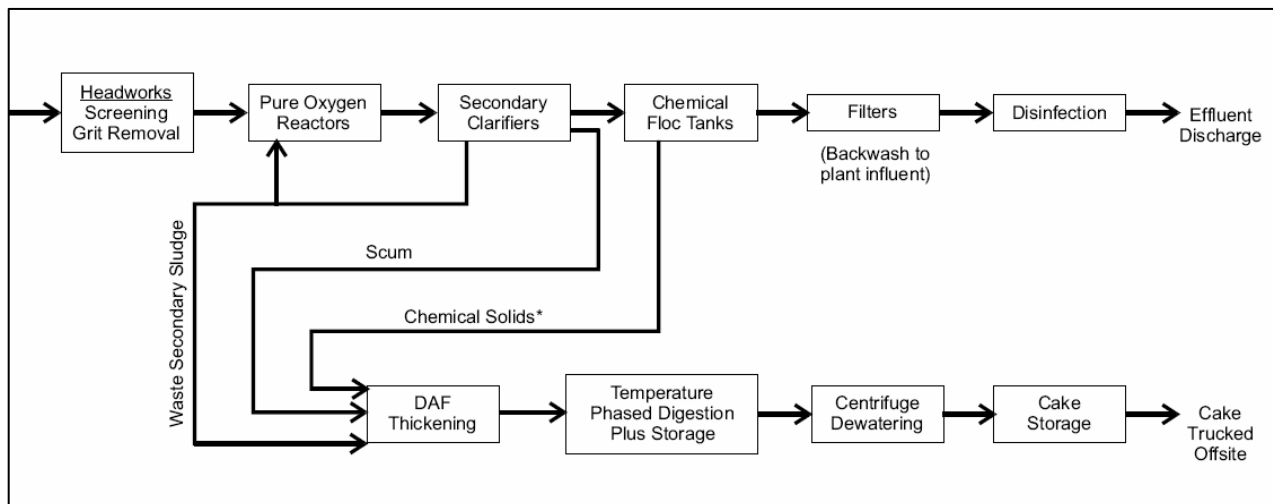 Headworks
Screening
Grit Removal
Pure Oxygen
Reactors
Secondary
Clarifiers
Chemical
Floc Tanks
Filters
(Backwash to
plant influent)
Disinfection
Effluent
Discharge
Waste Secondary Sludge
Scum
Chemical Solids*
DAF
Thickening
Temperature
Phased Digestion
Plus Storage
Centrifuge
Dewatering
Cake
Storage
Cake
Trucked
Offsite